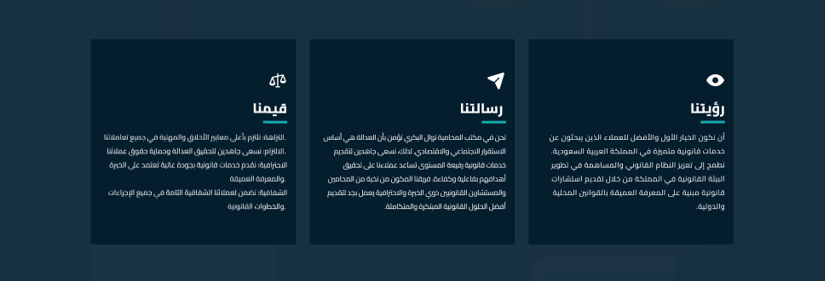 رؤيتنا
أن نكون الخيار الأول والأفضل للعملاء الذين يبحثون عن
خدمات قانونية متميزة في المملكة العربية السعودية.
نطمح إلى تعزيز النظام القانوني والمساهمة في تطوير
البيئة القانونية في المملكة من خلال تقديم استشارات
قانونية مبنية على المعرفة العميقة بالقوانين المحلية
والدولية.
رسالتنا
نحن في مكتب المحامية نوال البكري نؤمن بأن العدالة هي أساس
الاستقرار الاجتماعي والاقتصادي. لذلك، نسعى جاهدين لتقديم
خدمات قانونية رفيعة المستوى تساعد عملاءنا على تحقيق
أهدافهم بفاعلية وكفاءة. فريقنا المكون من نخبة من المحامين
والمستشارين القانونيين ذوي الخبرة والاحترافية يعمل بجد لتقديم
أفضل الحلول القانونية المبتكرة والمتكاملة.
قيمنا
النزاهة: نلتزم بأعلى معايير الأخلاق والمهنية في جميع تعاملاتنا.
الالتزام: نسعى جاهدين لتحقيق العدالة وحماية حقوق عملائنا.
الاحترافية: نقدم خدمات قانونية بجودة عالية تعتمد على الخبرة
والمعرفة العميقة.
الشفافية: نضمن لعملائنا الشفافية التامة في جميع الإجراءات
والخطوات القانونية.